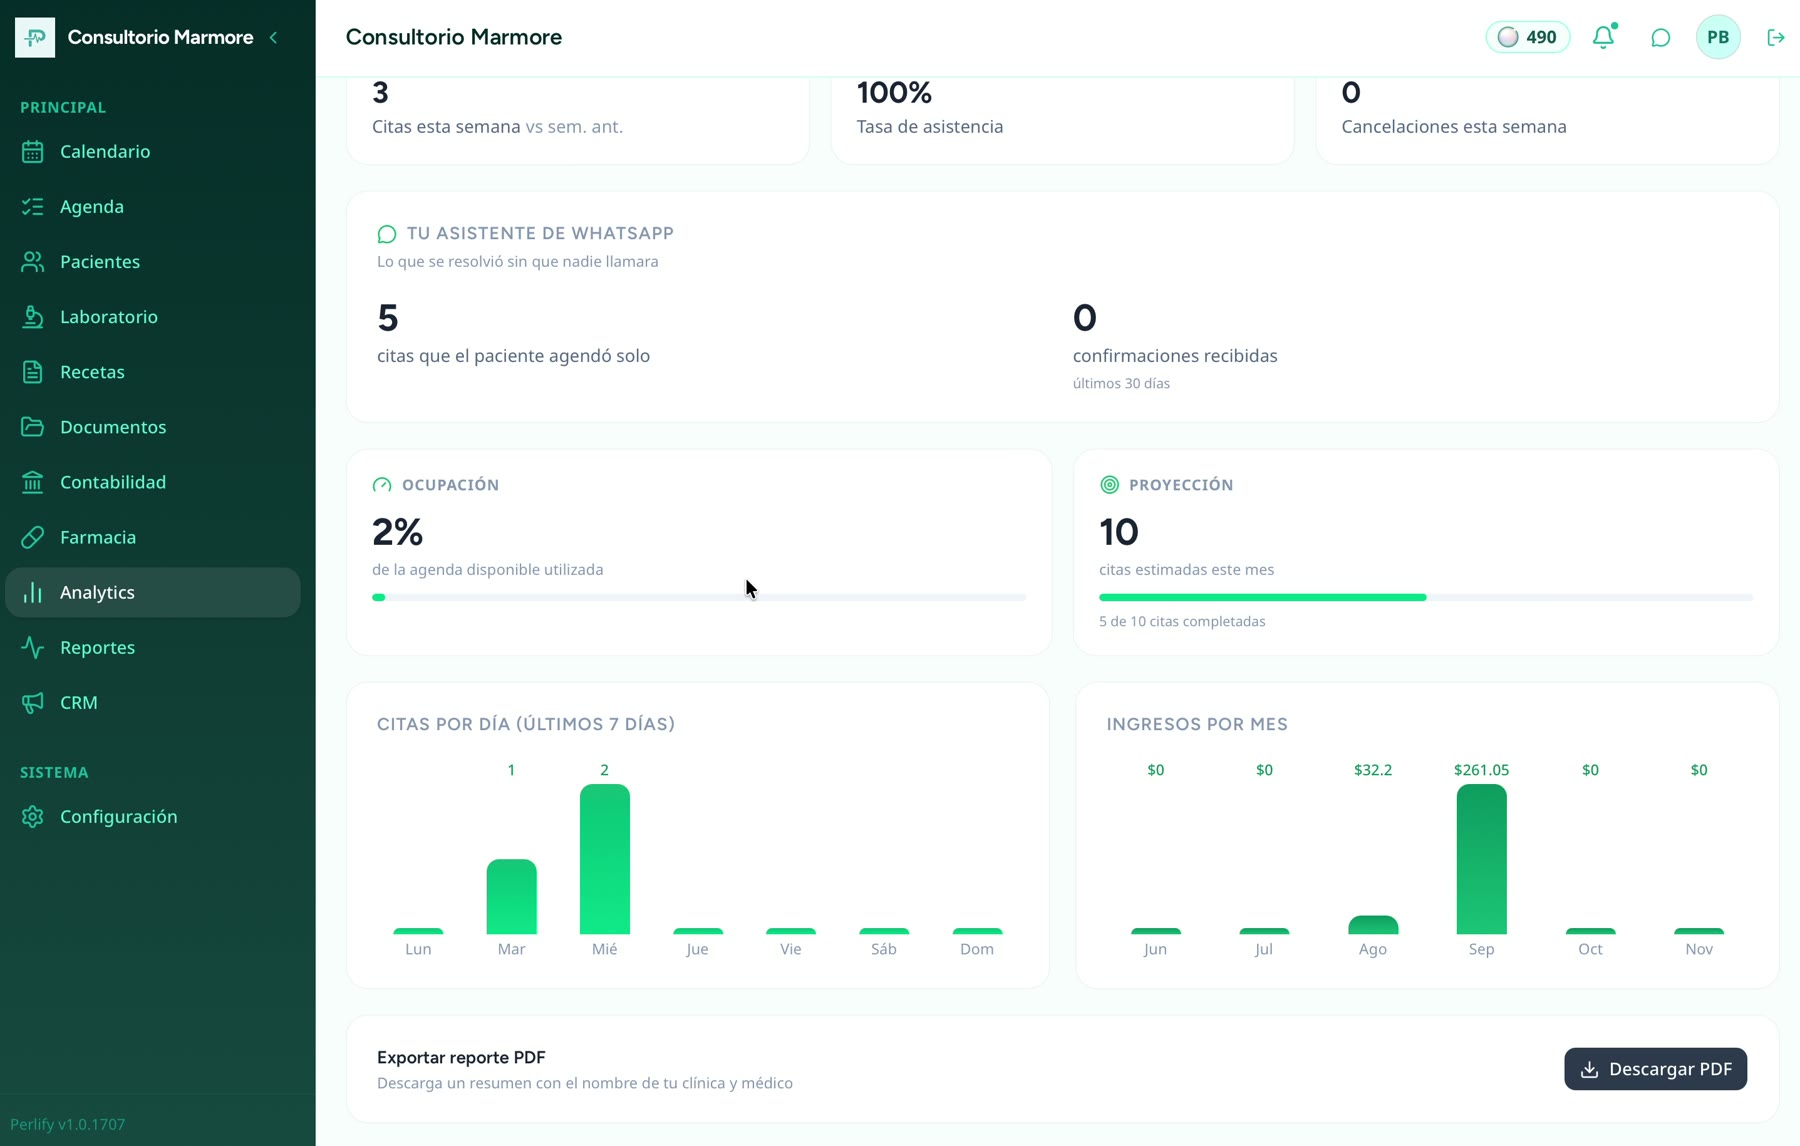 Consultorio Marmore
PRINCIPAL
Calendario
Agenda
Pacientes
Laboratorio
Recetas
Documentos
Contabilidad
Farmacia
Analytics
Reportes
CRM
SISTEMA
Configuración
Perlify v1.0.1707
Consultorio Marmore
490
PB
3
Citas esta semana vs sem. ant.
100%
Tasa de asistencia
0
Cancelaciones esta semana
TU ASISTENTE DE WHATSAPP
Lo que se resolvió sin que nadie llamara
5
citas que el paciente agendó solo
0
confirmaciones recibidas
últimos 30 días
OCUPACIÓN
2%
de la agenda disponible utilizada
PROYECCIÓN
10
citas estimadas este mes
5 de 10 citas completadas
CITAS POR DÍA (ÚLTIMOS 7 DÍAS)
1 2
Lun Mar Mié Jue Vie Sáb Dom
INGRESOS POR MES
$0 $0 $32.2 $261.05 $0 $0
Jun Jul Ago Sep Oct Nov
Exportar reporte PDF
Descarga un resumen con el nombre de tu clínica y médico
Descargar PDF